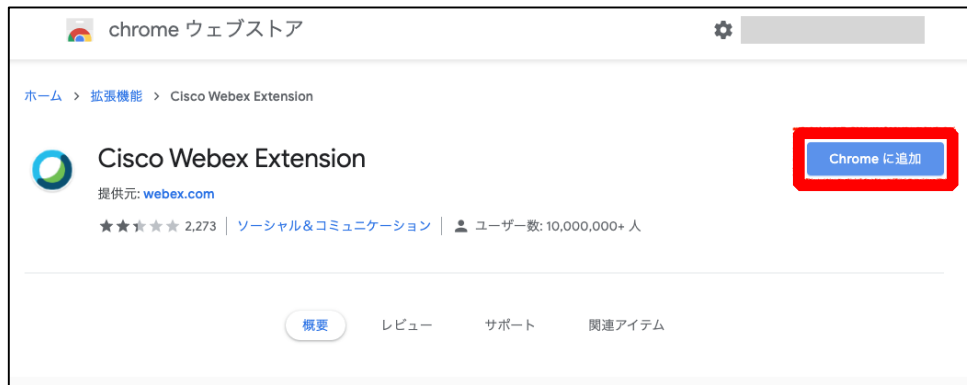 chrome ウェブストア
ホーム > 拡張機能 > Cisco Webex Extension
Cisco Webex Extension
Chrome に追加
提供元: webex.com
2,273 ソーシャル&コミュニケーション ユーザー数: 10,000,000+ 人
概要 レビュー サポート 関連アイテム